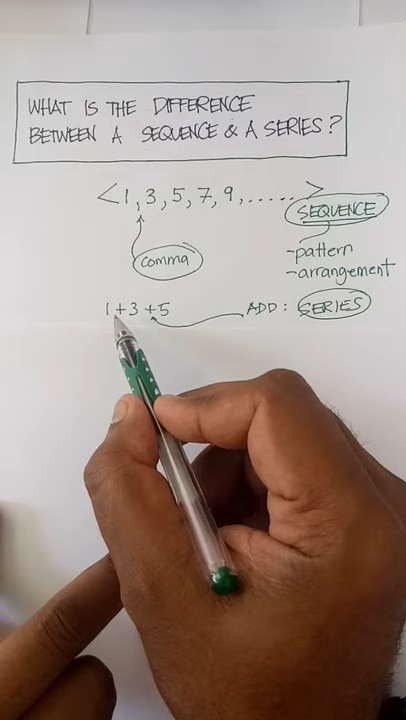 WHAT IS THE DIFFERENCE
BETWEEN A SEQUENCE & A SERIES?
<1, 3, 5, 7, 9, ......>
SEQUENCE
comma
-pattern
-arrangement
1+3+5
ADD: SERIES